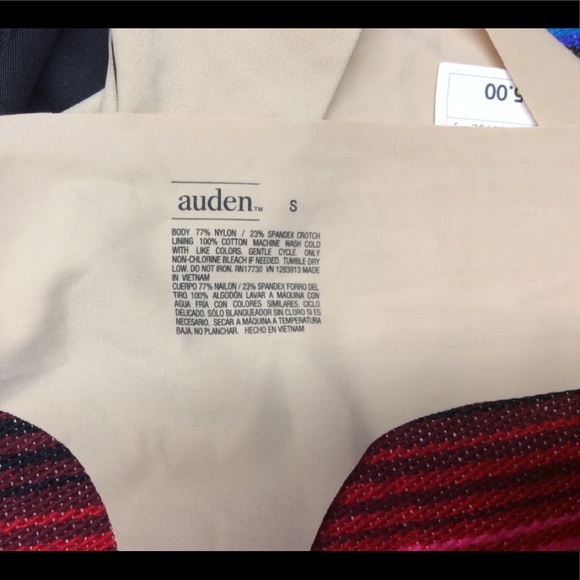 5.00
auden™ S
BODY 77% NYLON / 23% SPANDEX CROTCH
LINING 100% COTTON MACHINE WASH COLD
WITH LIKE COLORS. GENTLE CYCLE. ONLY
NON-CHLORINE BLEACH IF NEEDED. TUMBLE DRY
LOW. DO NOT IRON. RN17730 VN 1283913 MADE
IN VIETNAM
CUERPO 77% NAILON / 23% SPANDEX FORRO DEL
TIRO 100% ALGODÓN LAVAR A MÁQUINA CON
AGUA FRÍA CON COLORES SIMILARES. CICLO
DELICADO. SÓLO BLANQUEADOR SIN CLORO SI ES
NECESARIO. SECAR A MÁQUINA A TEMPERATURA
BAJA. NO PLANCHAR. HECHO EN VIETNAM